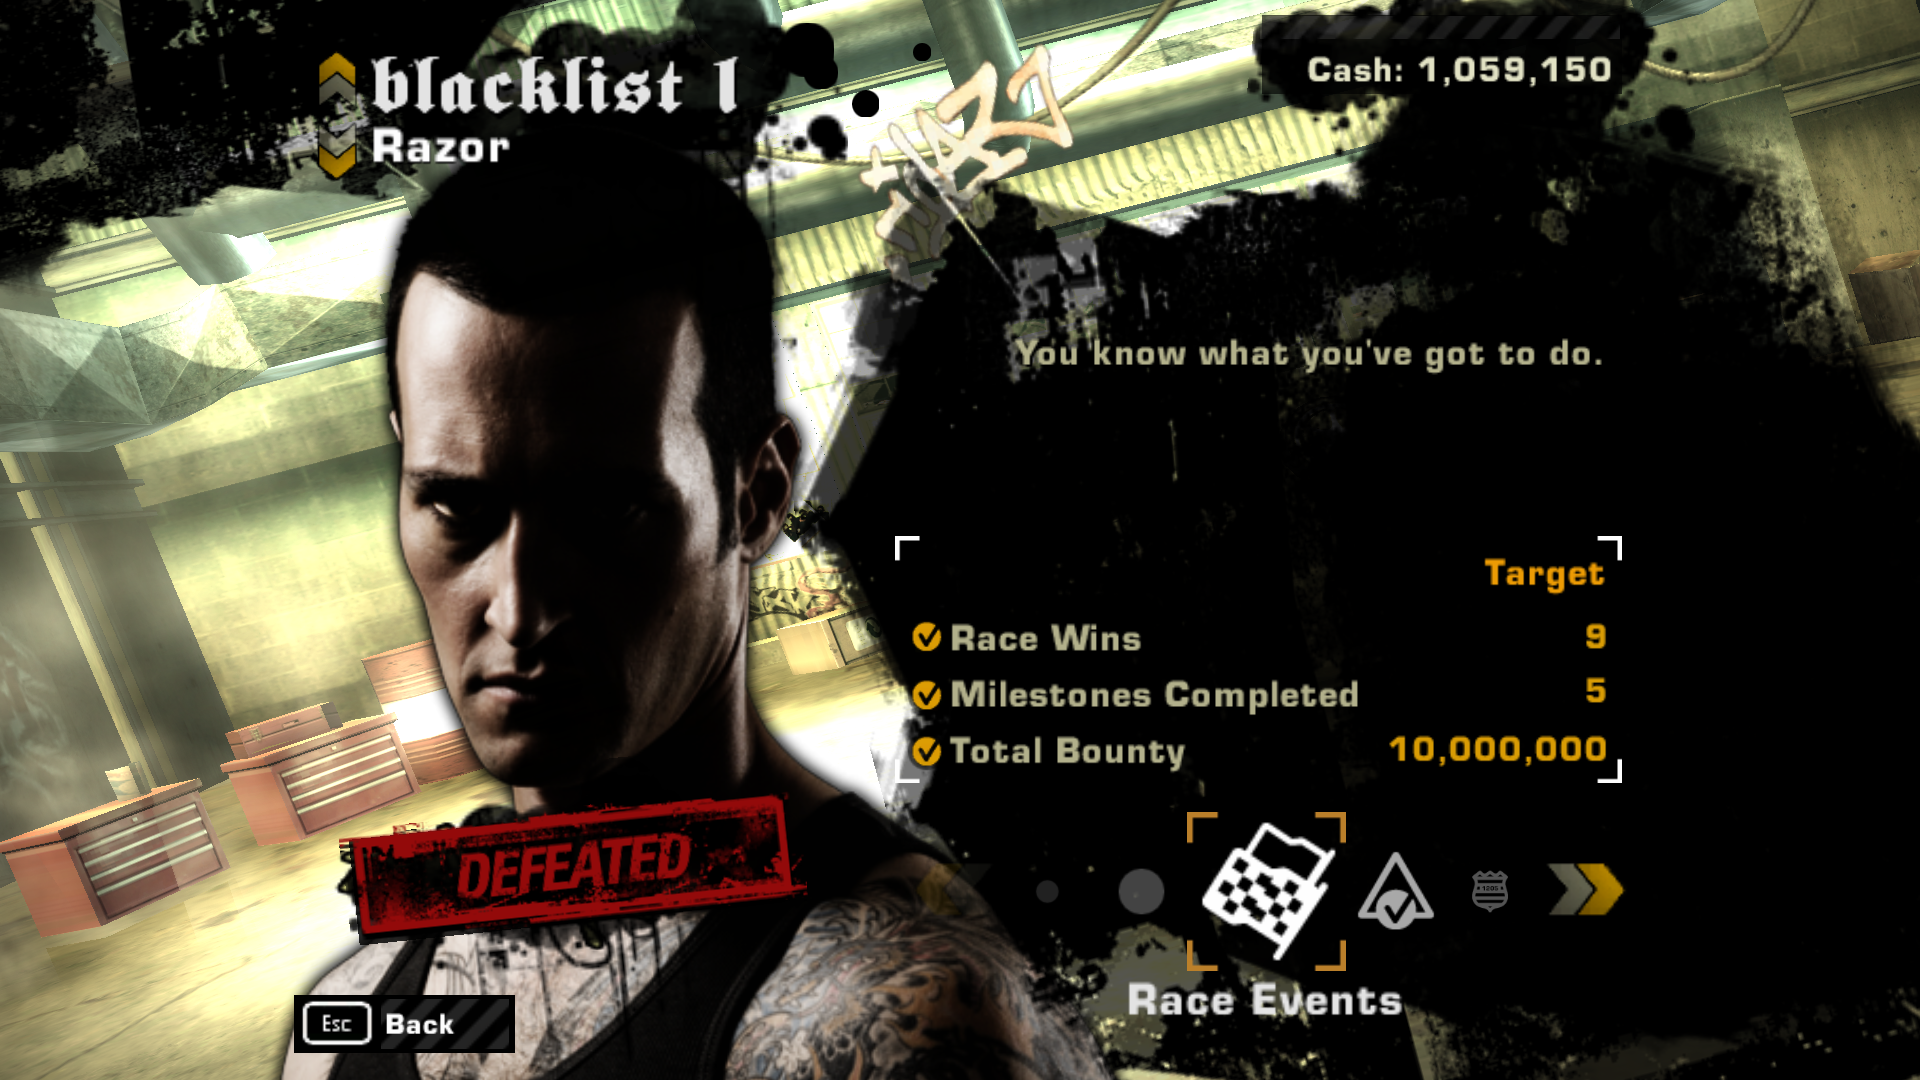 blacklist 1
Razor
Cash: 1,059,150
You know what you've got to do.
Target
Race Wins 9
Milestones Completed 5
Total Bounty 10,000,000
DEFEATED
Race Events
Esc Back